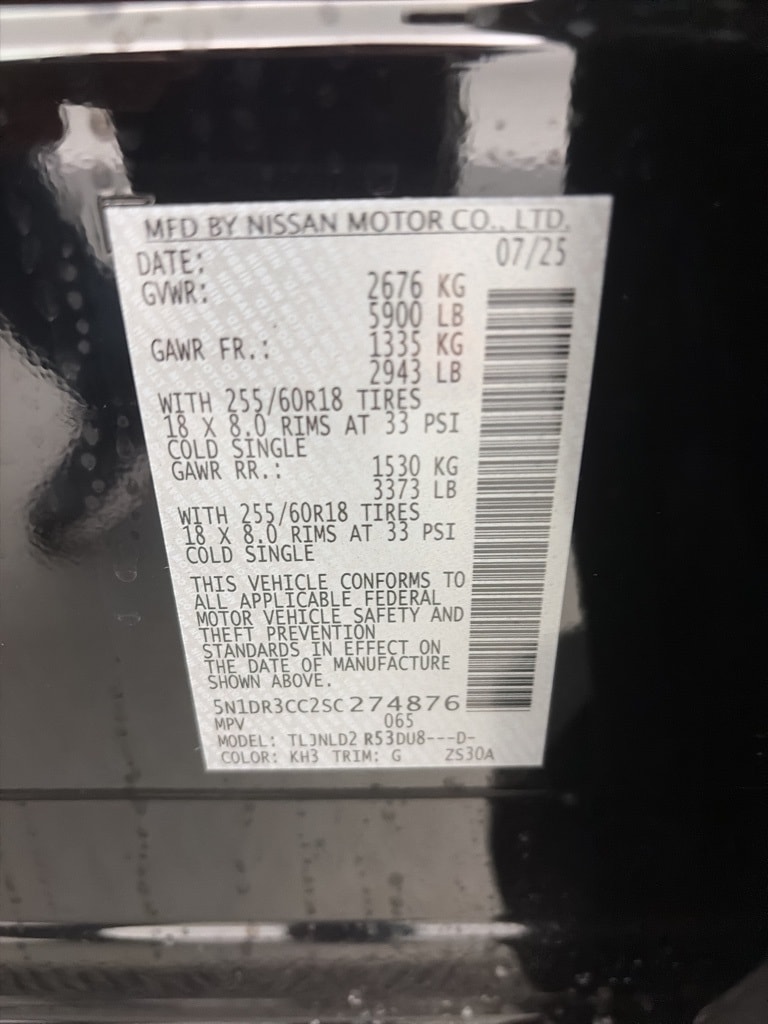 MFD BY NISSAN MOTOR CO., LTD.
DATE: 07/25
GVWR: 2676 KG
5900 LB
GAWR FR.: 1335 KG
2943 LB
WITH 255/60R18 TIRES
18 X 8.0 RIMS AT 33 PSI
COLD SINGLE
GAWR RR.: 1530 KG
3373 LB
WITH 255/60R18 TIRES
18 X 8.0 RIMS AT 33 PSI
COLD SINGLE
THIS VEHICLE CONFORMS TO
ALL APPLICABLE FEDERAL
MOTOR VEHICLE SAFETY AND
THEFT PREVENTION
STANDARDS IN EFFECT ON
THE DATE OF MANUFACTURE
SHOWN ABOVE.
5N1DR3CC2SC274876
MPV 065
MODEL: TLJNLD2 R53DU8---D-
COLOR: KH3 TRIM: G ZS30A